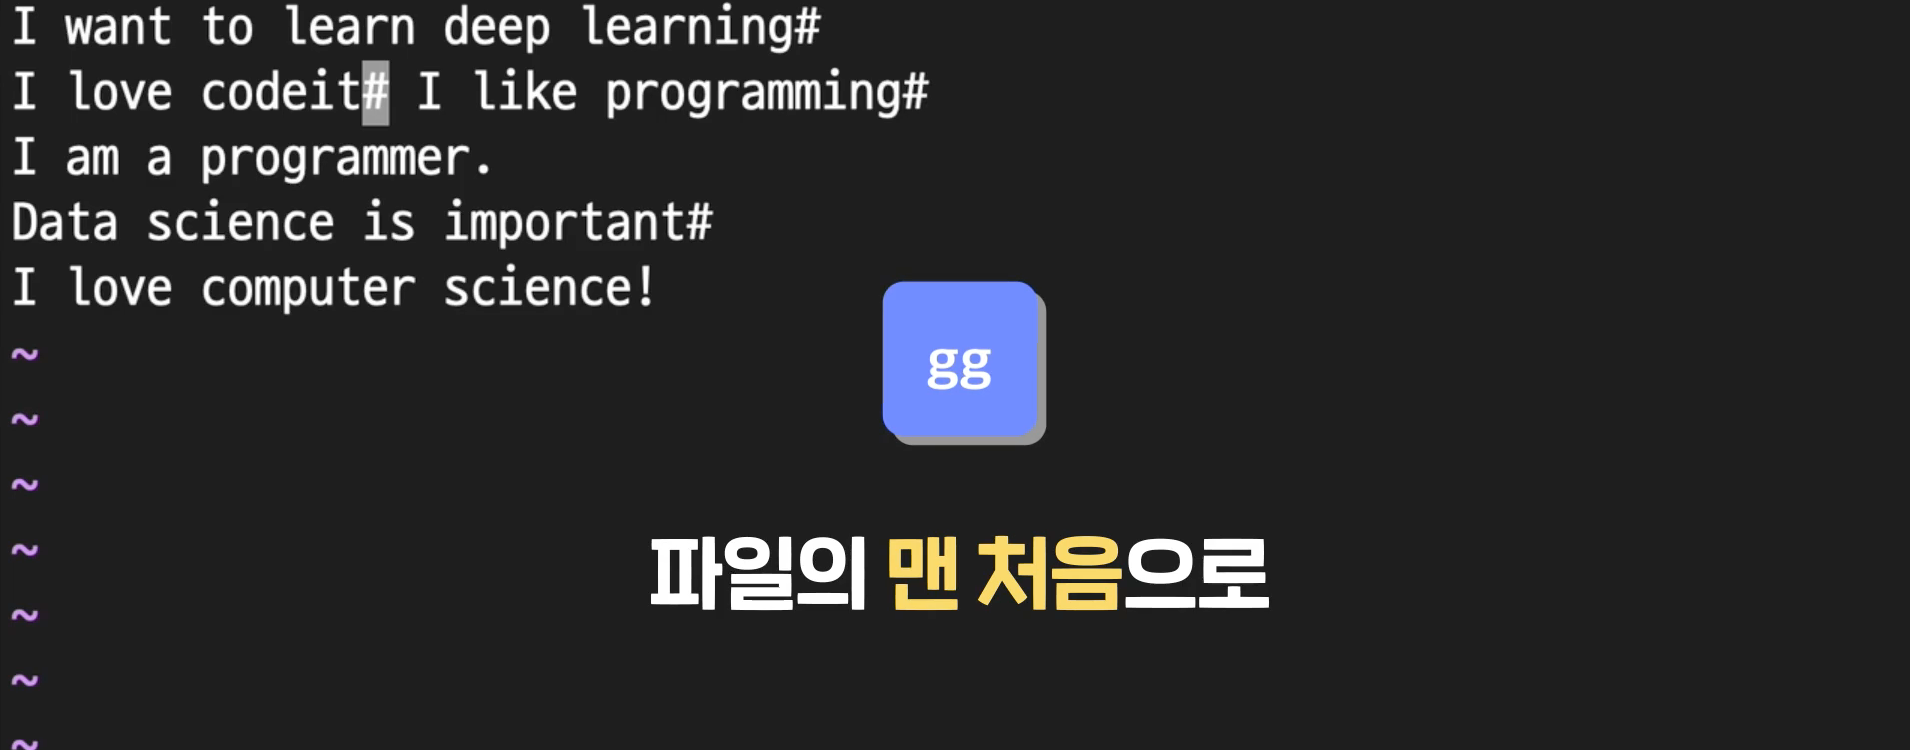 I want to learn deep learning#
I love codeit# I like programming#
I am a programmer.
Data science is important#
I love computer science!
~
~
~
~
~
~
~
gg
파일의 맨 처음으로